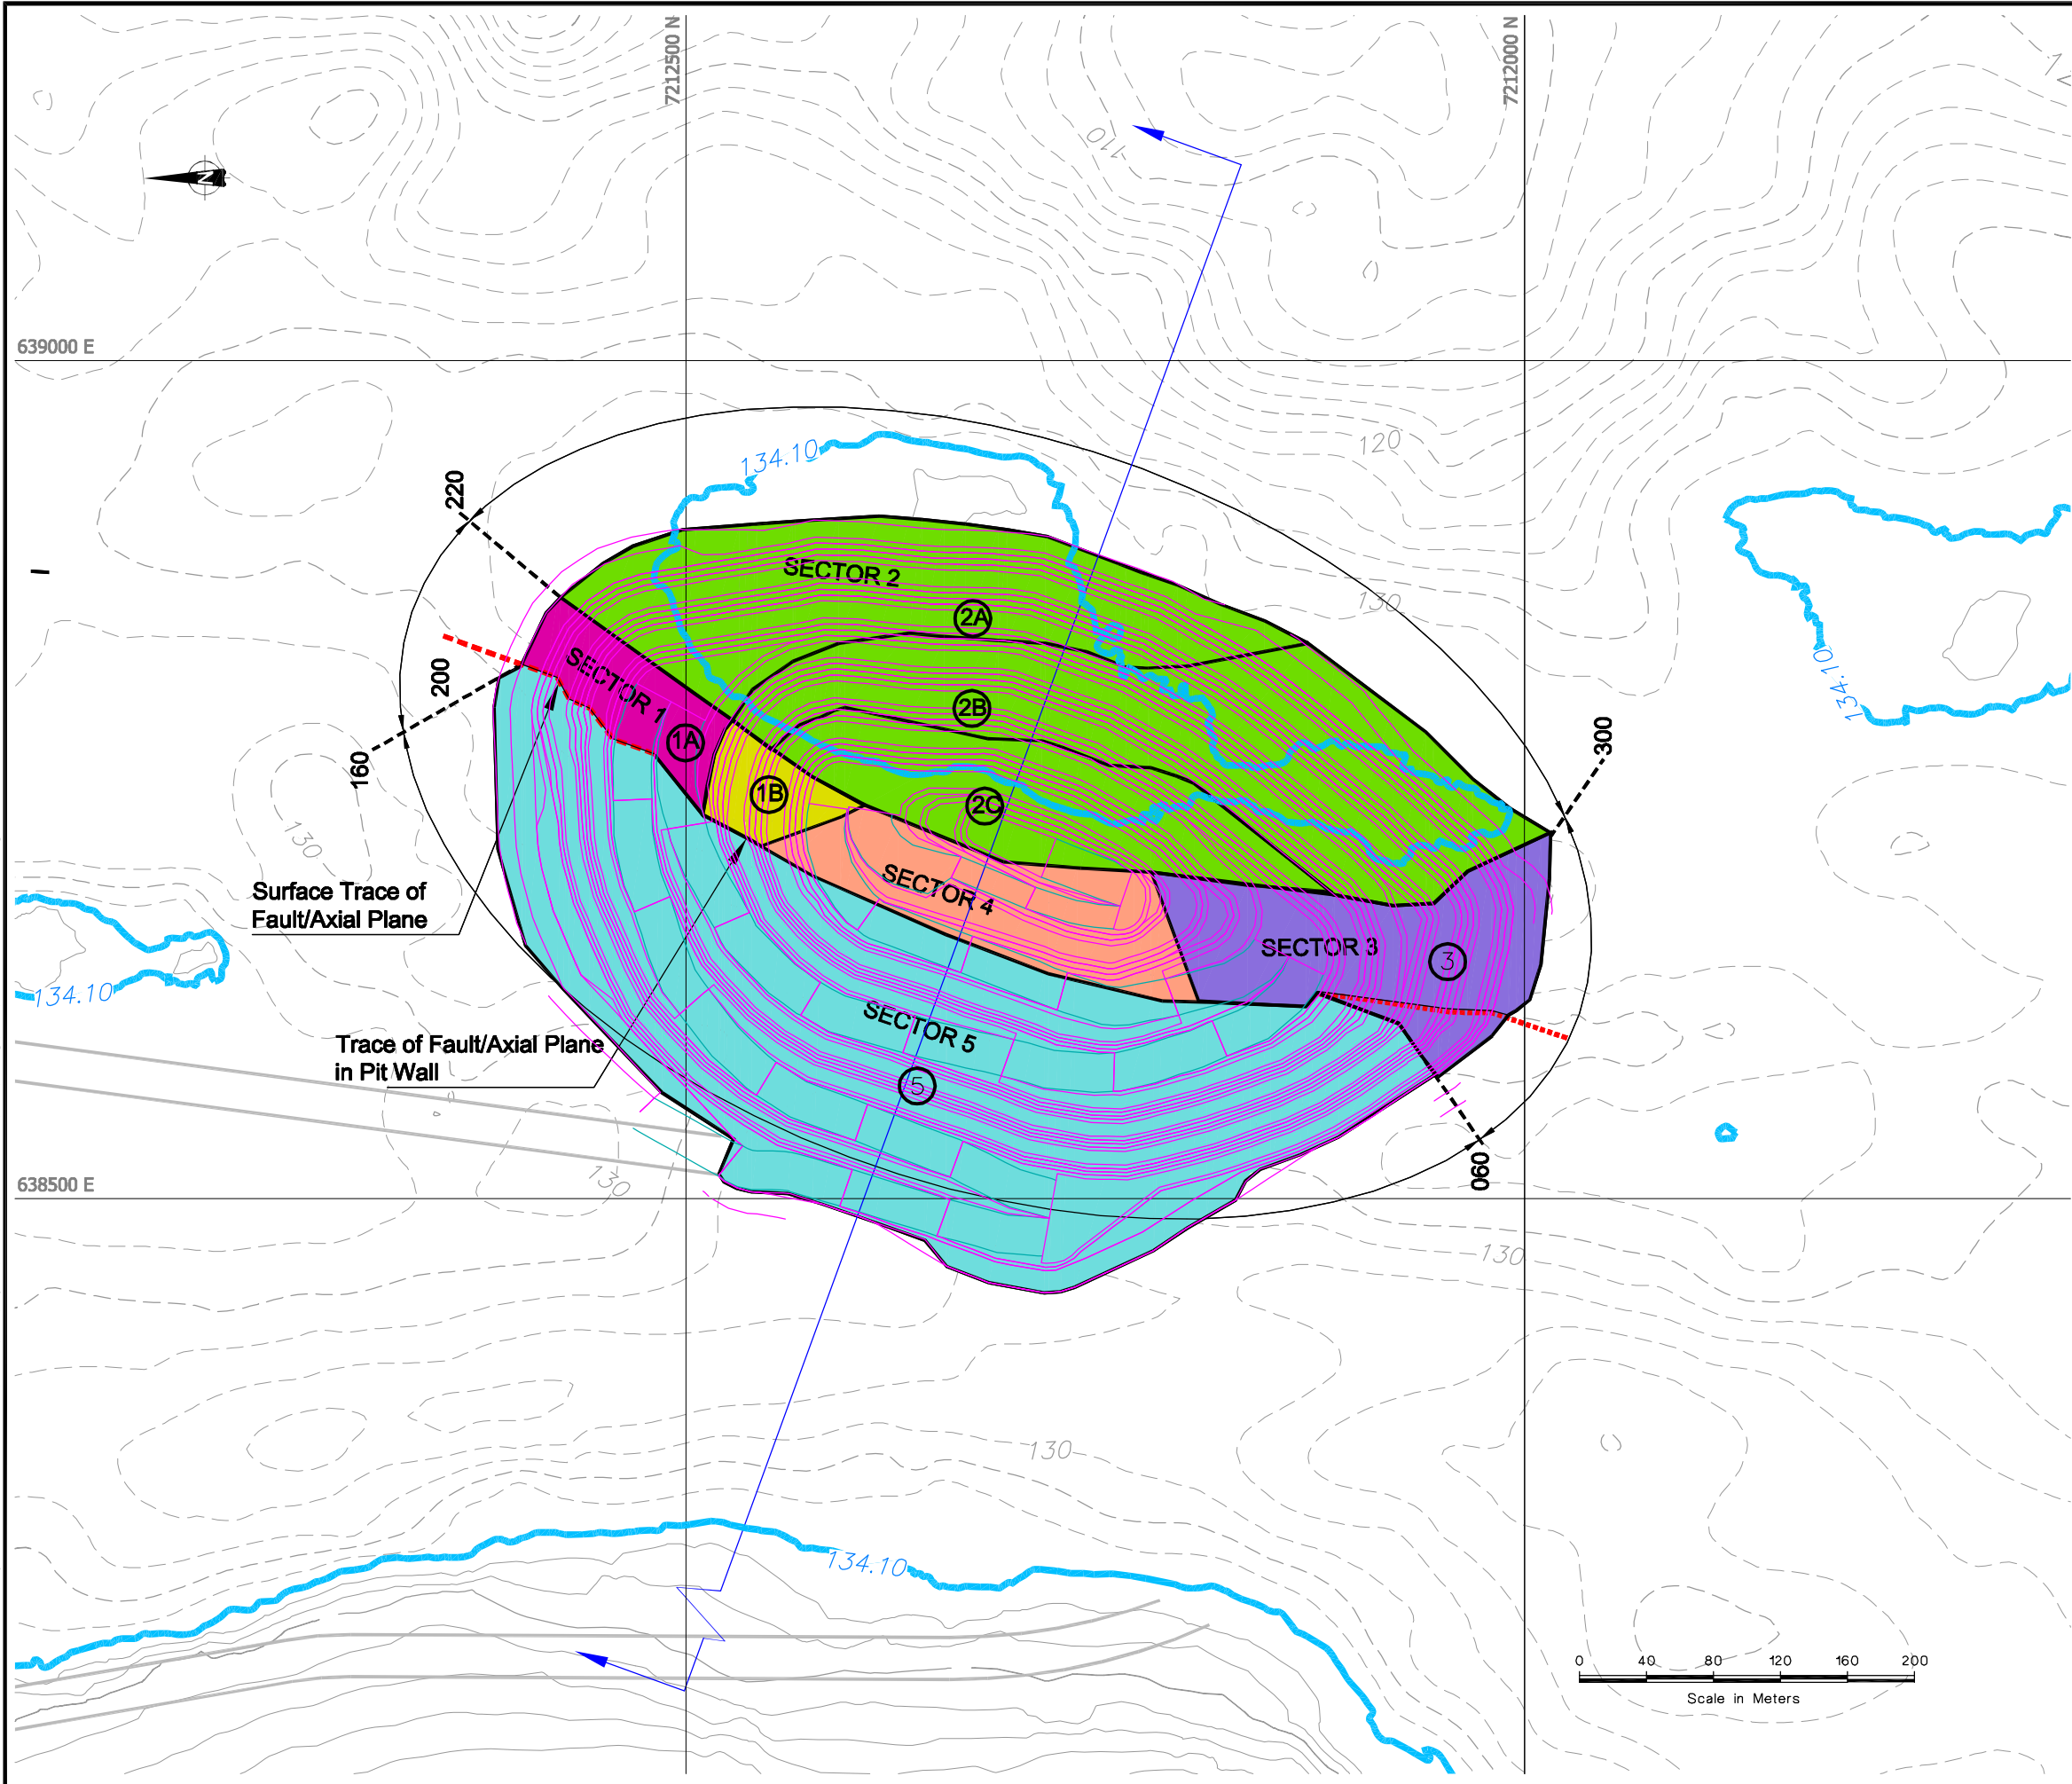 7212500 N
7212000 N
N
110
12
639000 E
134.10
120
220
SECTOR 2
130
2A
200
SECTOR 1
134.10
2B
160
1A
300
1B
2C
130
Surface Trace of
Fault/Axial Plane
SECTOR 4
SECTOR 3
3
134.10
SECTOR 5
Trace of Fault/Axial Plane
in Pit Wall
5
638500 E
130
060
130
130
134.10
0 40 80 120 160 200
Scale in Meters